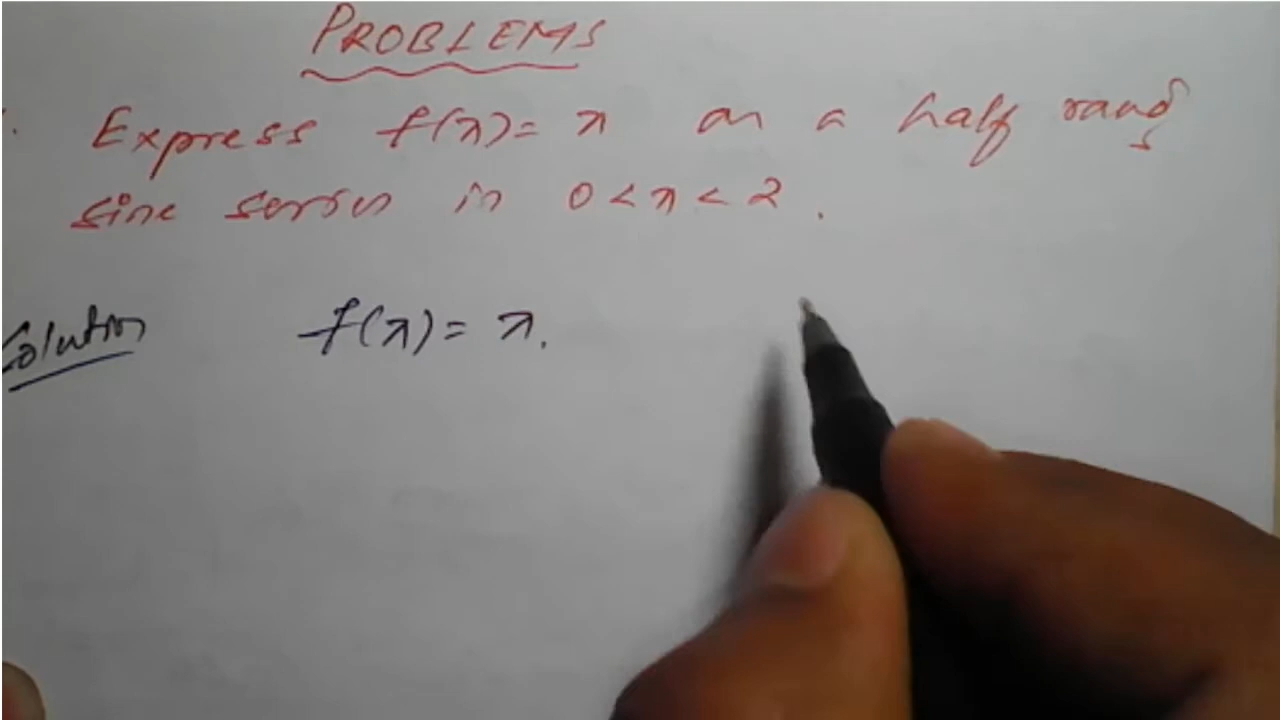 PROBLEMS
Express f(x) = x as a half range
sine series in 0 < x < 2 .
Solution f(x) = x.